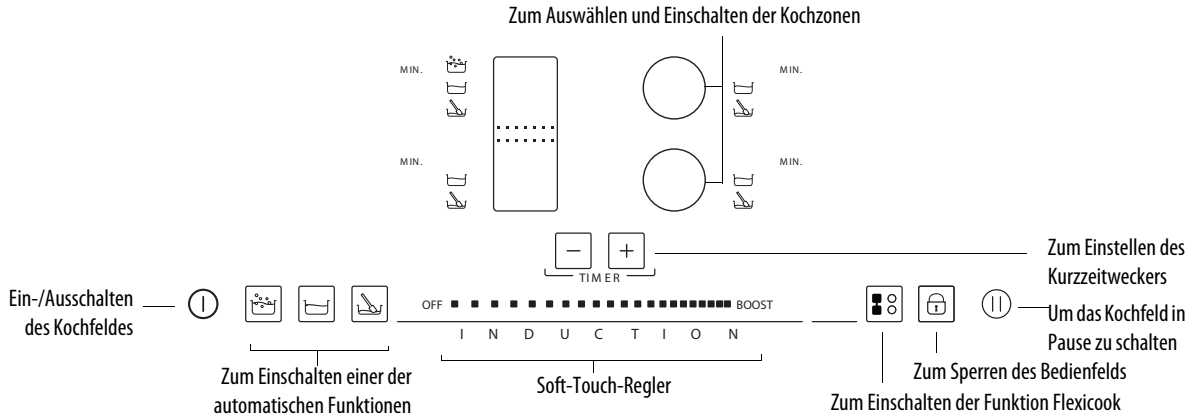 Zum Auswählen und Einschalten der Kochzonen
MIN.
MIN.
MIN.
MIN.
TIMER
Zum Einstellen des
Kurzzeitweckers
Ein-/Ausschalten
des Kochfeldes
OFF
BOOST
INDUCTION
Um das Kochfeld in
Pause zu schalten
Zum Einschalten einer der
automatischen Funktionen
Soft-Touch-Regler
Zum Sperren des Bedienfelds
Zum Einschalten der Funktion Flexicook